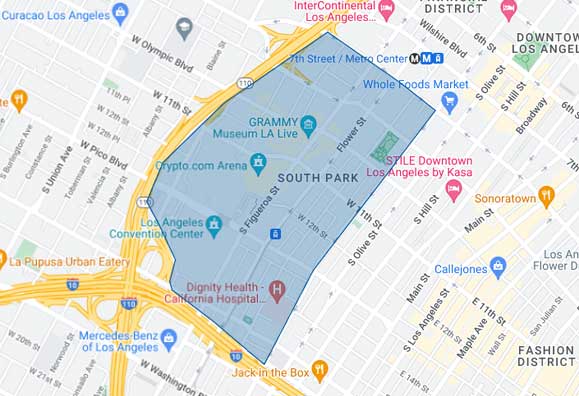 InterContinental
Los Angeles
DISTRICT
Curacao Los Angeles
Wilshire Blvd
DOWNTOWN
LOS ANGELES
W Olympic Blvd
Blaine St
7th Street / Metro Center
M M
110
Whole Foods Market
S Olive St
S Hill St
Broadway
11th Pl
W 11th St
Albany St
GRAMMY
Museum LA Live
Flower St
S Burlington Ave
Constance St
S Union Ave
W Pico Blvd
12th Pl
Toberman St
Valencia St
Albany St
Crypto.com Arena
SOUTH PARK
STILE Downtown
Los Angeles by Kasa
110
S Figueroa St
W 11th St
W 12th St
S Hill St
Sonoratown
Main St
Los Angeles
Convention Center
S Olive St
La Pupusa Urban Eatery
Callejones
Los An
Flower D
10
110
Dignity Health -
California Hospital...
Main St
S Los Angeles St
E 11th St
E 12th St
Maple Ave
Wall St
San Julian St
W 20th St
Norwood St
Mercedes-Benz
of Los Angeles
W 21st St
W Washington
10
Jack in the Box
E 14th St
FASHION
DISTRICT